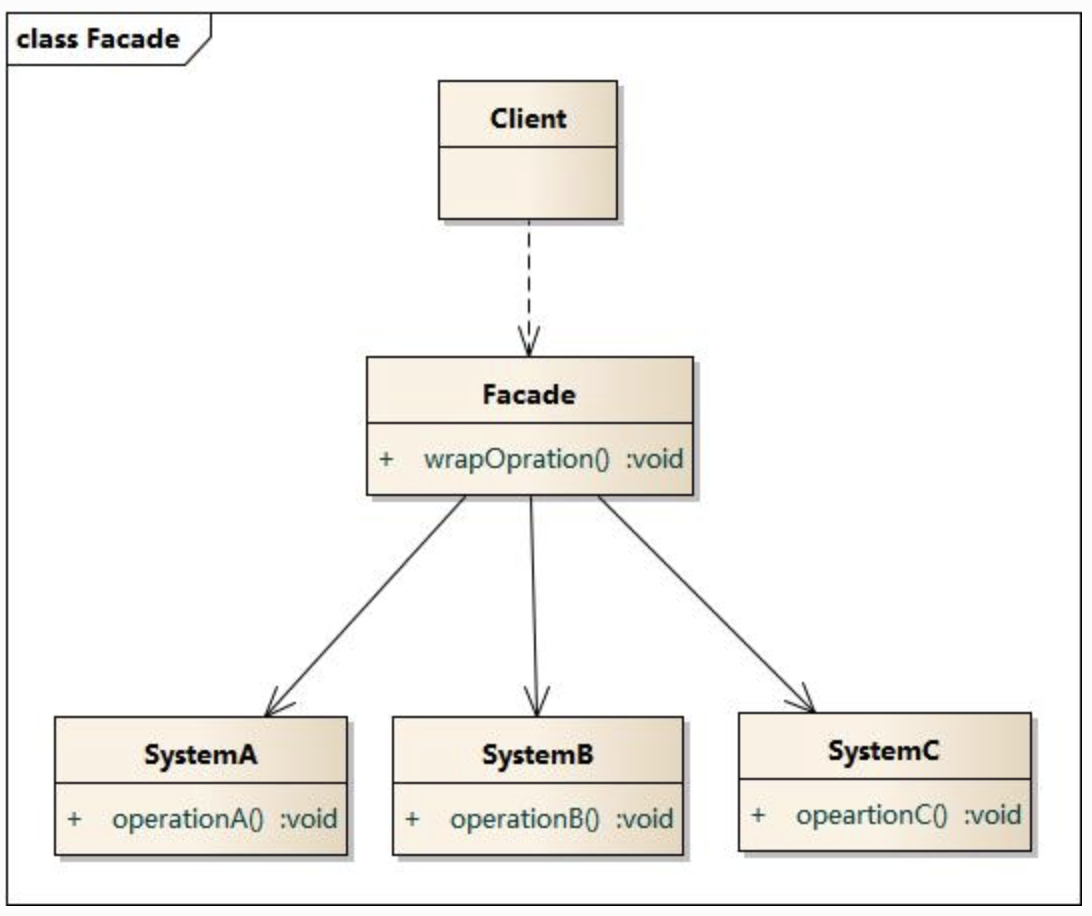 class Facade
Client
Facade
+ wrapOpration() :void
SystemA
+ operationA() :void
SystemB
+ operationB() :void
SystemC
+ opeartionC() :void